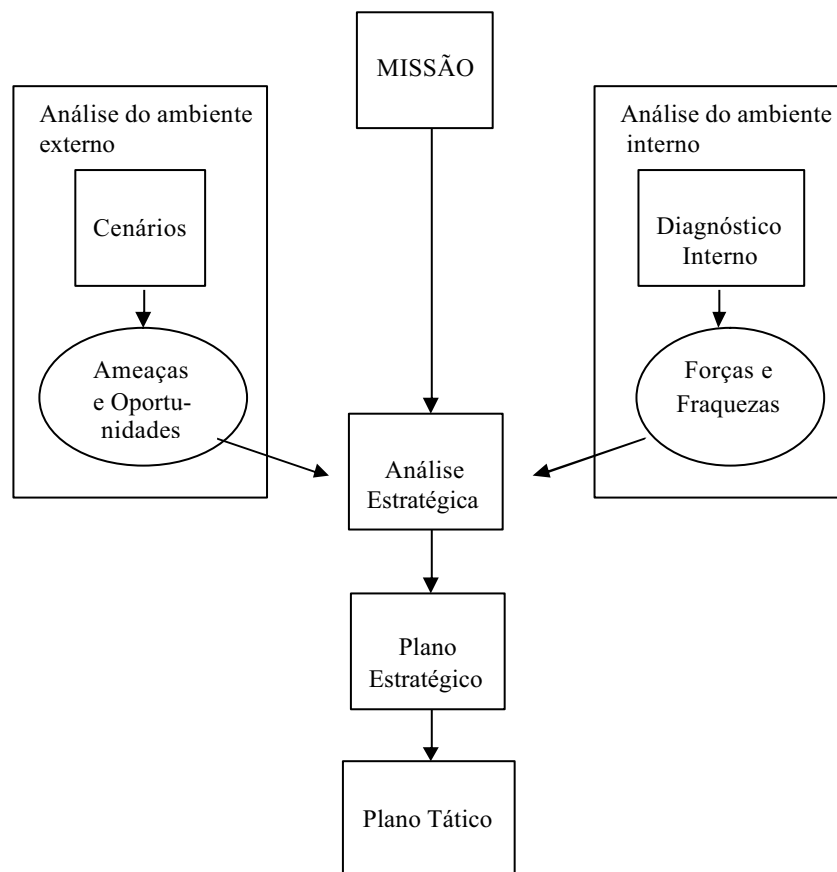 MISSÃO
Análise do ambiente
externo
Cenários
Ameaças
e Oportu-
nidades
Análise do ambiente
interno
Diagnóstico
Interno
Forças e
Fraquezas
Análise
Estratégica
Plano
Estratégico
Plano Tático